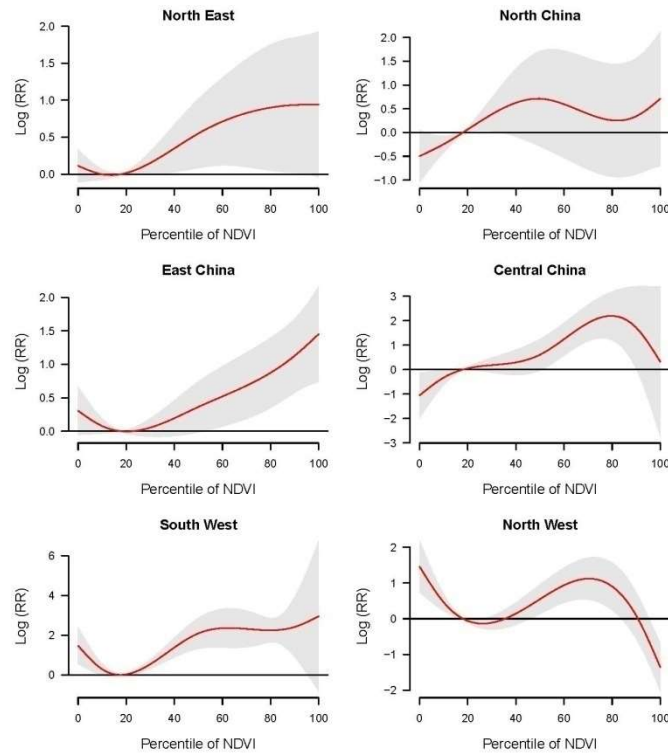 North East
Log (RR)
2.0
1.5
1.0
0.5
0.0
0 20 40 60 80 100
Percentile of NDVI
North China
Log (RR)
2.0
1.5
1.0
0.5
0.0
−0.5
−1.0
0 20 40 60 80 100
Percentile of NDVI
East China
Log (RR)
2.0
1.5
1.0
0.5
0.0
0 20 40 60 80 100
Percentile of NDVI
Central China
Log (RR)
3
2
1
0
−1
−2
−3
0 20 40 60 80 100
Percentile of NDVI
South West
Log (RR)
6
4
2
0
0 20 40 60 80 100
Percentile of NDVI
North West
Log (RR)
2
1
0
−1
−2
0 20 40 60 80 100
Percentile of NDVI